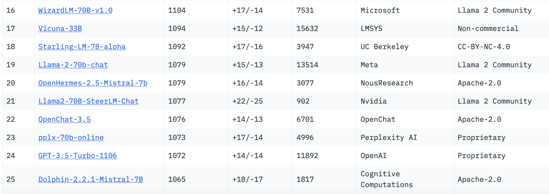 16 WizardLM-70B-v1.0 1104 +17/-14 7531 Microsoft Llama 2 Community
17 Vicuna-33B 1094 +15/-12 15632 LMSYS Non-commercial
18 Starling-LM-7B-alpha 1092 +17/-16 3947 UC Berkeley CC-BY-NC-4.0
19 Llama-2-70b-chat 1079 +15/-13 13514 Meta Llama 2 Community
20 OpenHermes-2.5-Mistral-7b 1079 +16/-14 3077 NousResearch Apache-2.0
21 Llama2-70B-SteerLM-Chat 1077 +22/-25 902 Nvidia Llama 2 Community
22 OpenChat-3.5 1076 +14/-13 6701 OpenChat Apache-2.0
23 pplx-70b-online 1073 +17/-14 4996 Perplexity AI Proprietary
24 GPT-3.5-Turbo-1106 1072 +14/-14 11892 OpenAI Proprietary
25 Dolphin-2.2.1-Mistral-7B 1065 +18/-17 1817 Cognitive Computations Apache-2.0